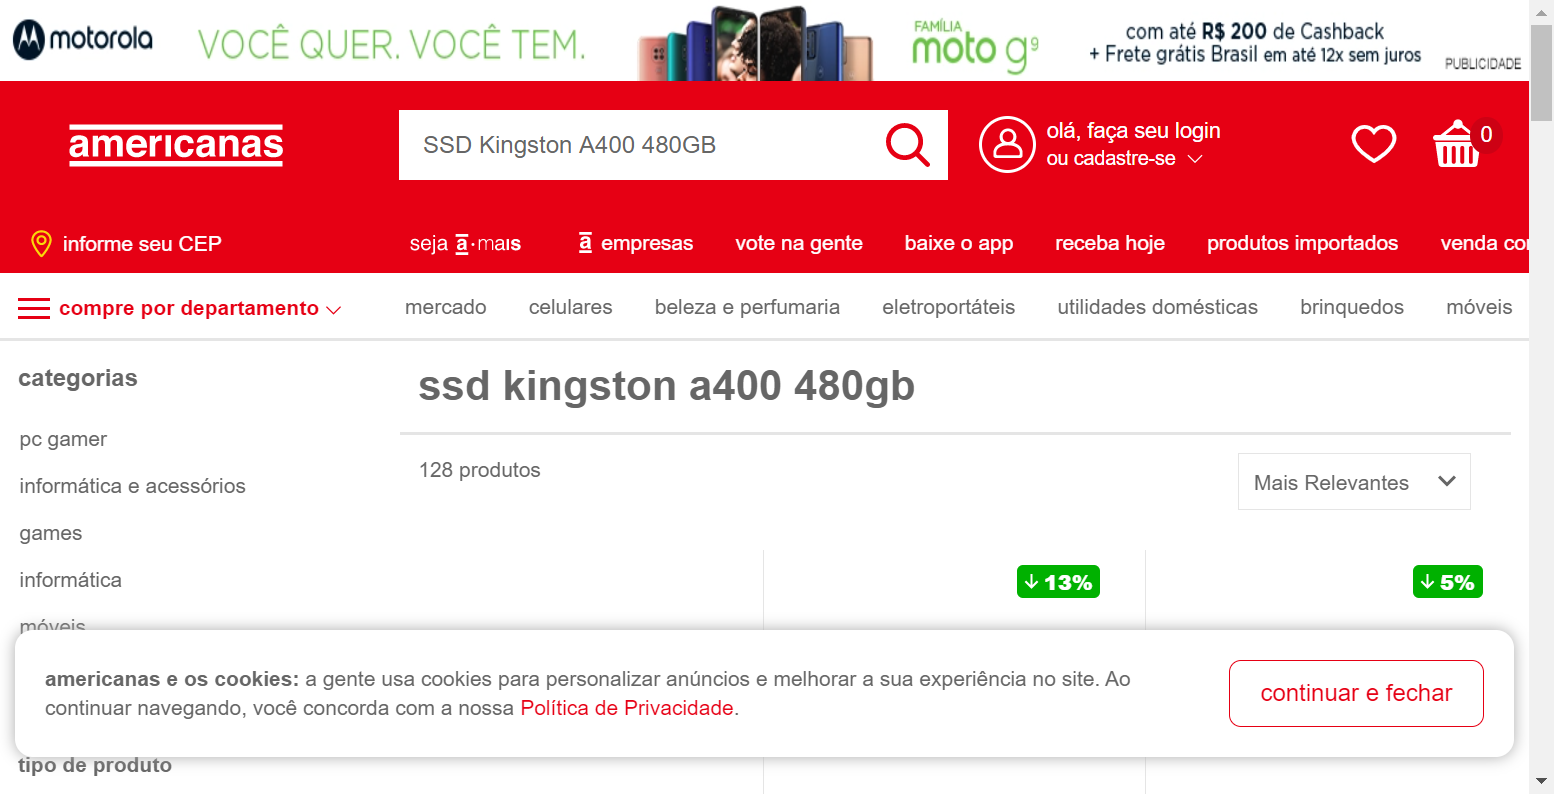 motorola VOCÊ QUER. VOCÊ TEM. FAMÍLIA moto g9 com até R$ 200 de Cashback
+ Frete grátis Brasil em até 12x sem juros
PUBLICIDADE
americanas
SSD Kingston A400 480GB
olá, faça seu login
ou cadastre-se
0
informe seu CEP
seja a·mais
a empresas
vote na gente
baixe o app
receba hoje
produtos importados
venda co
compre por departamento
mercado
celulares
beleza e perfumaria
eletroportáteis
utilidades domésticas
brinquedos
móveis
categorias
pc gamer
informática e acessórios
games
informática
móveis
ssd kingston a400 480gb
128 produtos
Mais Relevantes
13%
5%
americanas e os cookies: a gente usa cookies para personalizar anúncios e melhorar a sua experiência no site. Ao
continuar navegando, você concorda com a nossa Política de Privacidade.
continuar e fechar
tipo de produto